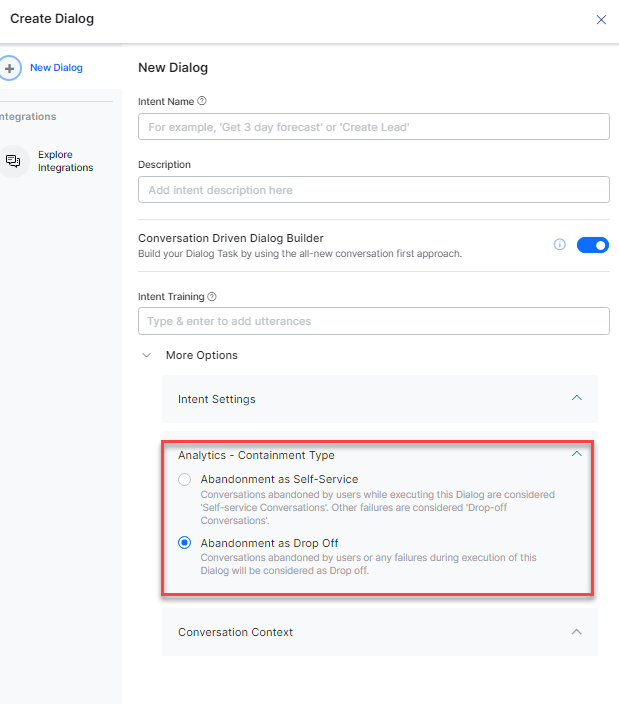 Create Dialog
New Dialog
ntegrations
Explore
Integrations
New Dialog
Intent Name
For example, 'Get 3 day forecast' or 'Create Lead'
Description
Add intent description here
Conversation Driven Dialog Builder
Build your Dialog Task by using the all-new conversation first approach.
Intent Training
Type & enter to add utterances
More Options
Intent Settings
Analytics - Containment Type
Abandonment as Self-Service
Conversations abandoned by users while executing this Dialog are considered
'Self-service Conversations'. Other failures are considered 'Drop-off
Conversations'.
Abandonment as Drop Off
Conversations abandoned by users or any failures during execution of this
Dialog will be considered as Drop off.
Conversation Context